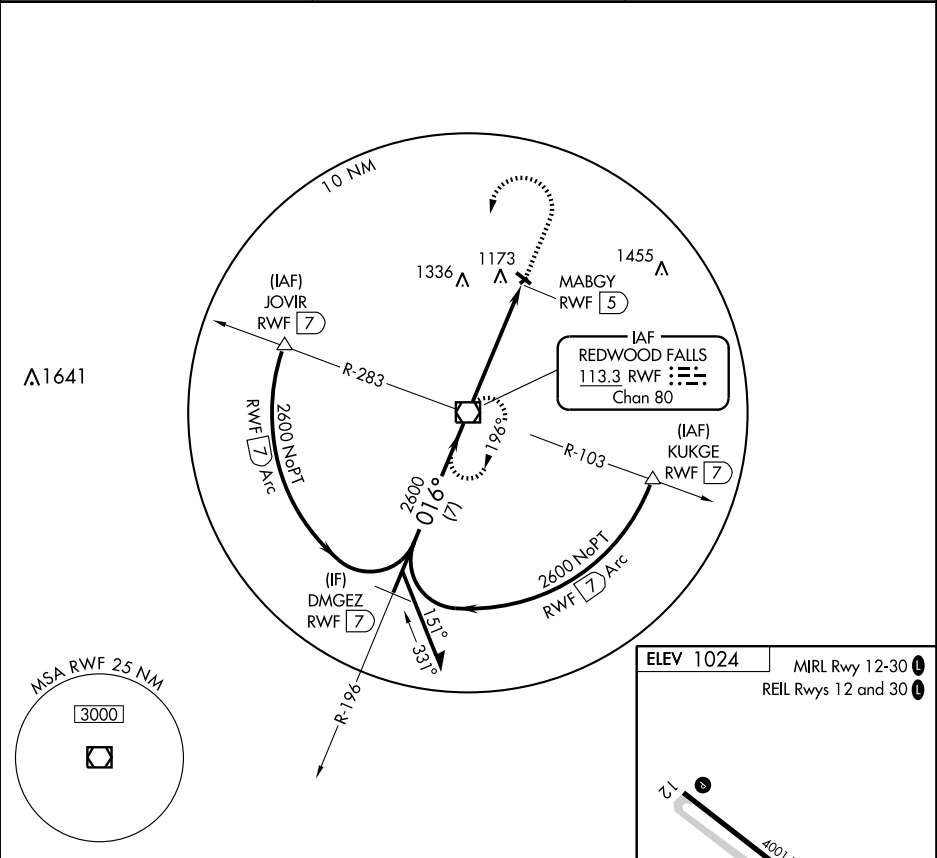 10 NM
1336
1173
1455
MABGY
RWF 5
(IAF)
JOVIR
RWF 7
R-283
IAF
REDWOOD FALLS
113.3 RWF
Chan 80
1641
2600 NoPT
RWF 7 Arc
196°
R-103
(IAF)
KUKGE
RWF 7
2600
016°
(7)
2600 NoPT
RWF 7 Arc
(IF)
DMGEZ
RWF 7
151°
331°
R-196
MSA RWF 25 NM
3000
ELEV 1024
MIRL Rwy 12-30 L
REIL Rwys 12 and 30 L
12
P
4001